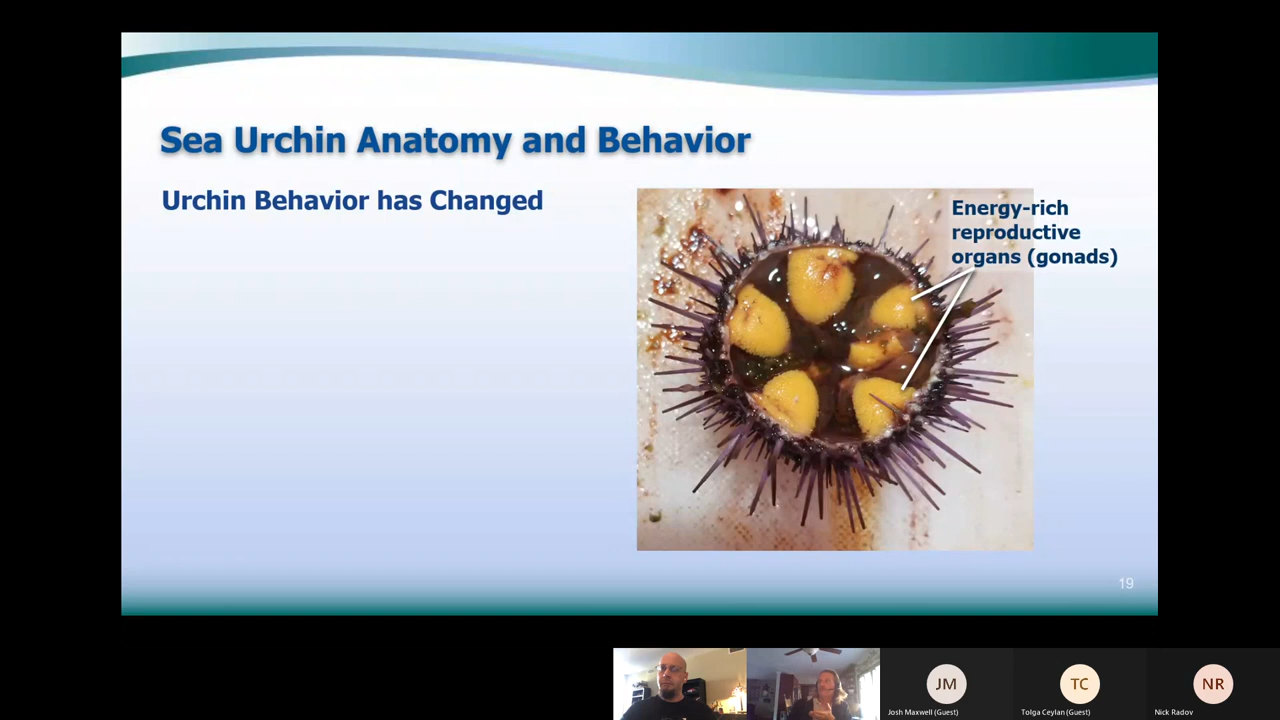 Sea Urchin Anatomy and Behavior
Urchin Behavior has Changed
Energy-rich
reproductive
organs (gonads)
19
JM
TC
NR
Josh Maxwell (Guest)
Tolga Ceylan (Guest)
Nick Radov